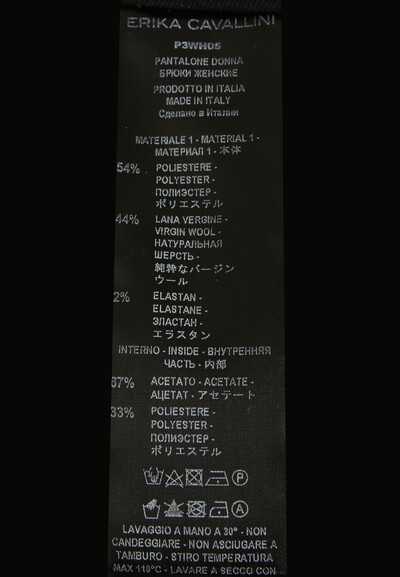 ERIKA CAVALLINI
P3WH05
PANTALONE DONNA
БРЮКИ ЖЕНСКИЕ
PRODOTTO IN ITALIA
MADE IN ITALY
Сделано в Италии
MATERIALE 1 - MATERIAL 1 -
МАТЕРИАЛ 1 - 本体
54% POLIESTERE -
POLYESTER -
ПОЛИЭСТЕР -
ポリエステル
44% LANA VERGINE -
VIRGIN WOOL -
НАТУРАЛЬНАЯ
ШЕРСТЬ -
純粋なバージン
ウール
2% ELASTAN -
ELASTANE -
ЭЛАСТАН -
エラスタン
INTERNO - INSIDE - ВНУТРЕННЯЯ
ЧАСТЬ - 内部
67% ACETATO - ACETATE -
АЦЕТАТ - アセテート
33% POLIESTERE -
POLYESTER -
ПОЛИЭСТЕР -
ポリエステル
P
A
LAVAGGIO A MANO A 30° - NON
CANDEGGIARE - NON ASCIUGARE A
TAMBURO - STIRO TEMPERATURA
MAX 110°C - LAVARE A SECCO CON